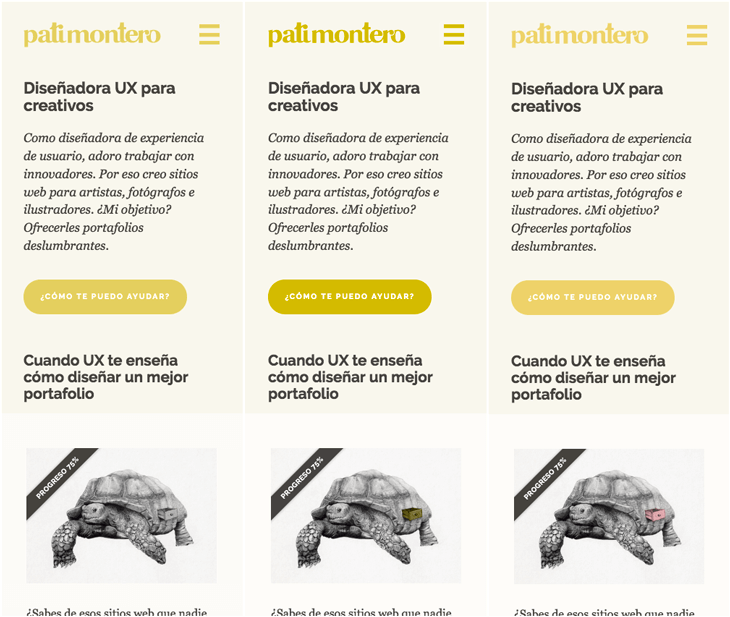 pati montero
Diseñadora UX para
creativos
Como diseñadora de experiencia
de usuario, adoro trabajar con
innovadores. Por eso creo sitios
web para artistas, fotógrafos e
ilustradores. ¿Mi objetivo?
Ofrecerles portafolios
deslumbrantes.
¿CÓMO TE PUEDO AYUDAR?
Cuando UX te enseña
cómo diseñar un mejor
portafolio
PROGRESO 75%
¿Sabes de esos sitios web que nadie
pati montero
Diseñadora UX para
creativos
Como diseñadora de experiencia
de usuario, adoro trabajar con
innovadores. Por eso creo sitios
web para artistas, fotógrafos e
ilustradores. ¿Mi objetivo?
Ofrecerles portafolios
deslumbrantes.
¿CÓMO TE PUEDO AYUDAR?
Cuando UX te enseña
cómo diseñar un mejor
portafolio
PROGRESO 75%
¿Sabes de esos sitios web que nadie
pati montero
Diseñadora UX para
creativos
Como diseñadora de experiencia
de usuario, adoro trabajar con
innovadores. Por eso creo sitios
web para artistas, fotógrafos e
ilustradores. ¿Mi objetivo?
Ofrecerles portafolios
deslumbrantes.
¿CÓMO TE PUEDO AYUDAR?
Cuando UX te enseña
cómo diseñar un mejor
portafolio
PROGRESO 75%
¿Sabes de esos sitios web que nadie